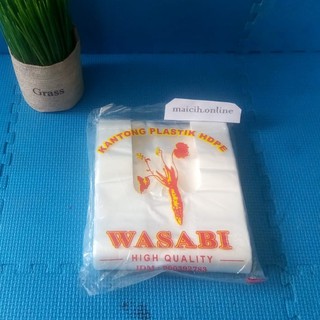 Grass
maicih.online
KANTONG PLASTIK HDPE
WASABI
HIGH QUALITY